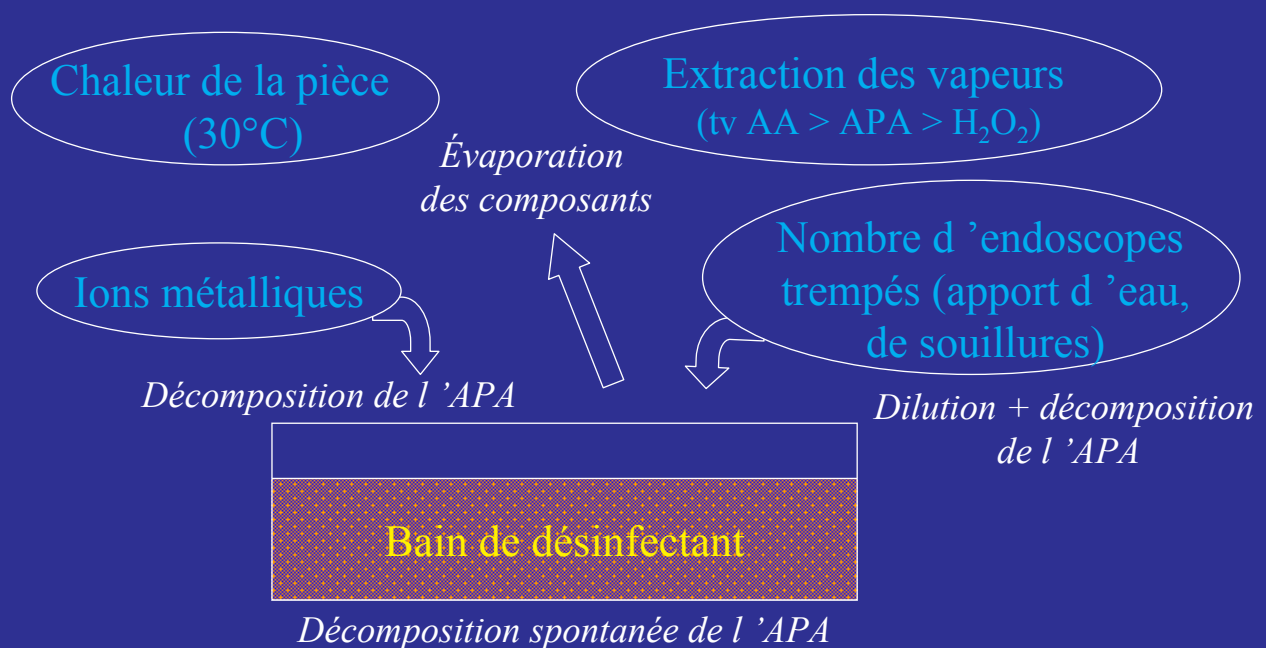 Chaleur de la pièce
(30°C)
Extraction des vapeurs
(tv AA > APA > H₂O₂)
Évaporation
des composants
Ions métalliques
Nombre d ’endoscopes
trempés (apport d ’eau,
de souillures)
Décomposition de l ’APA
Dilution + décomposition
de l ’APA
Bain de désinfectant
Décomposition spontanée de l ’APA